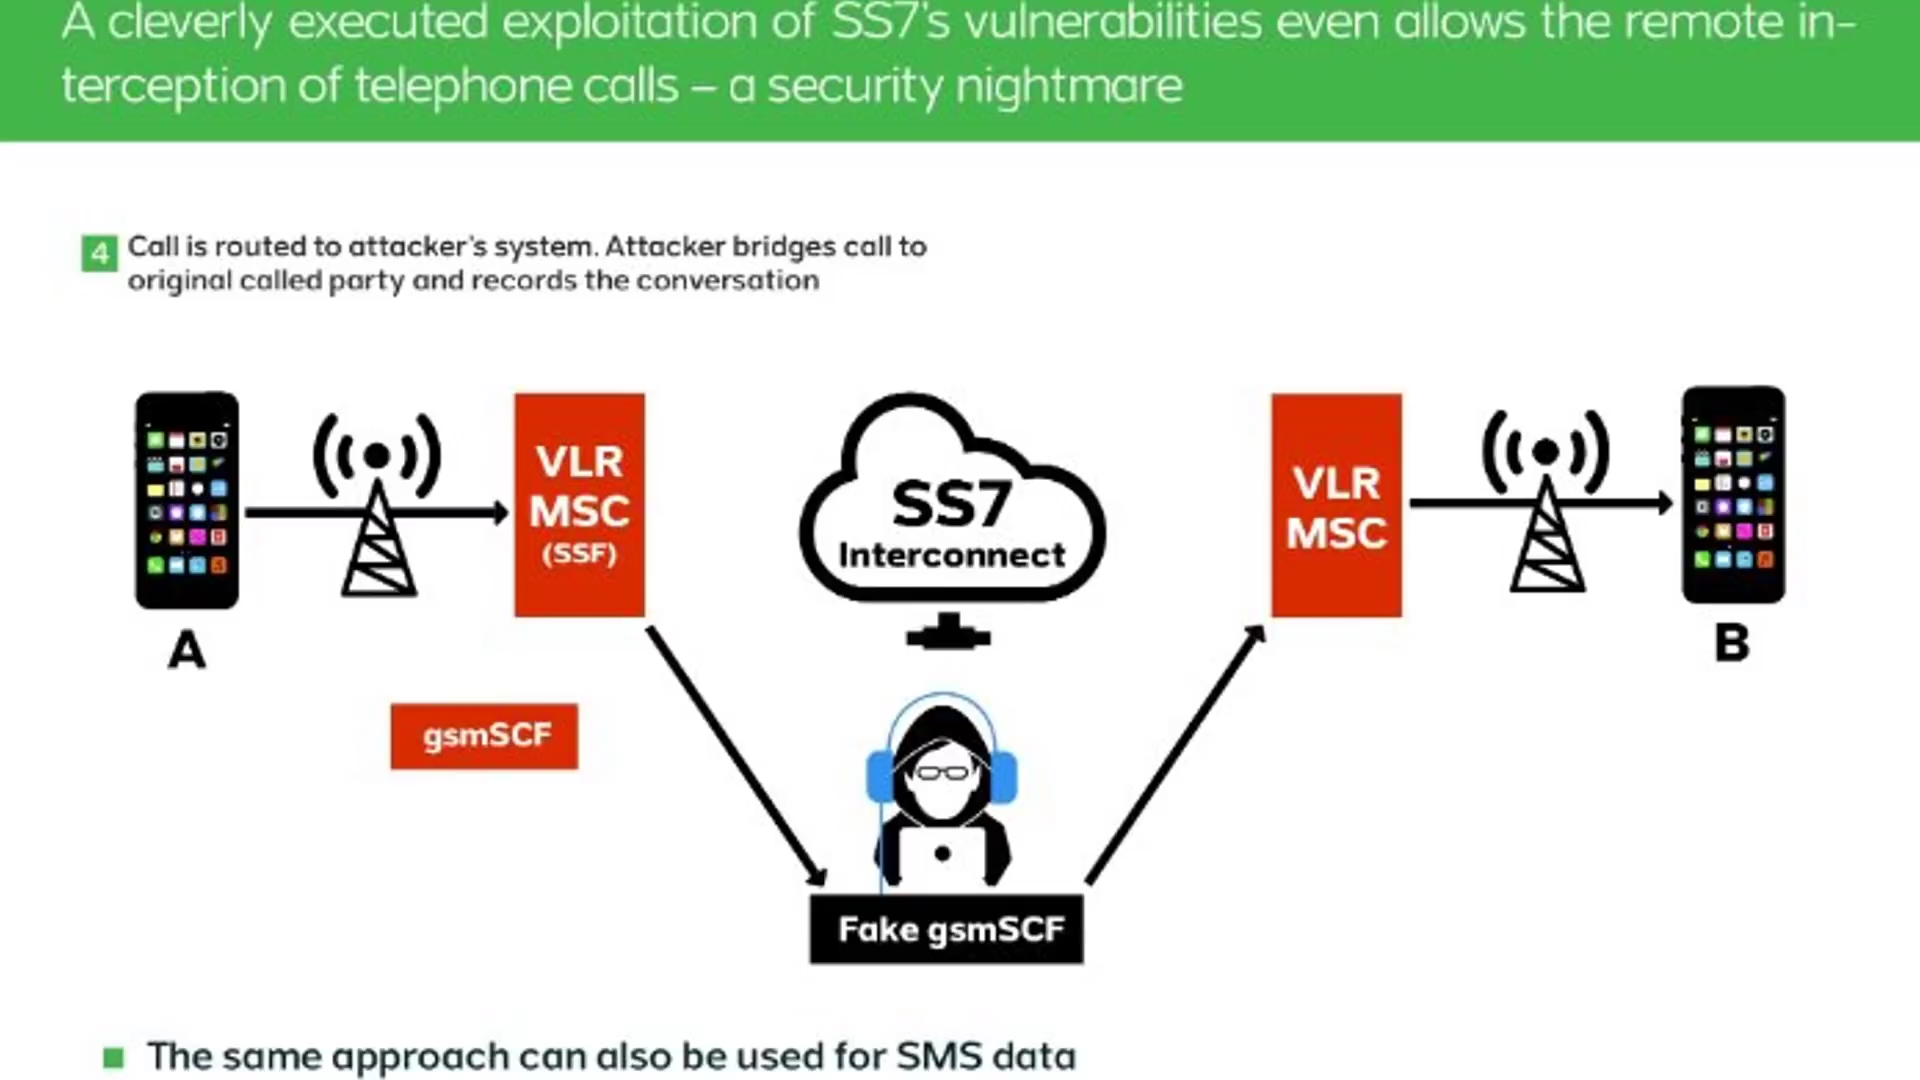 A cleverly executed exploitation of SS7's vulnerabilities even allows the remote in-
terception of telephone calls – a security nightmare
4 Call is routed to attacker's system. Attacker bridges call to
original called party and records the conversation
VLR
MSC
(SSF)
SS7
Interconnect
VLR
MSC
A
B
gsmSCF
Fake gsmSCF
The same approach can also be used for SMS data